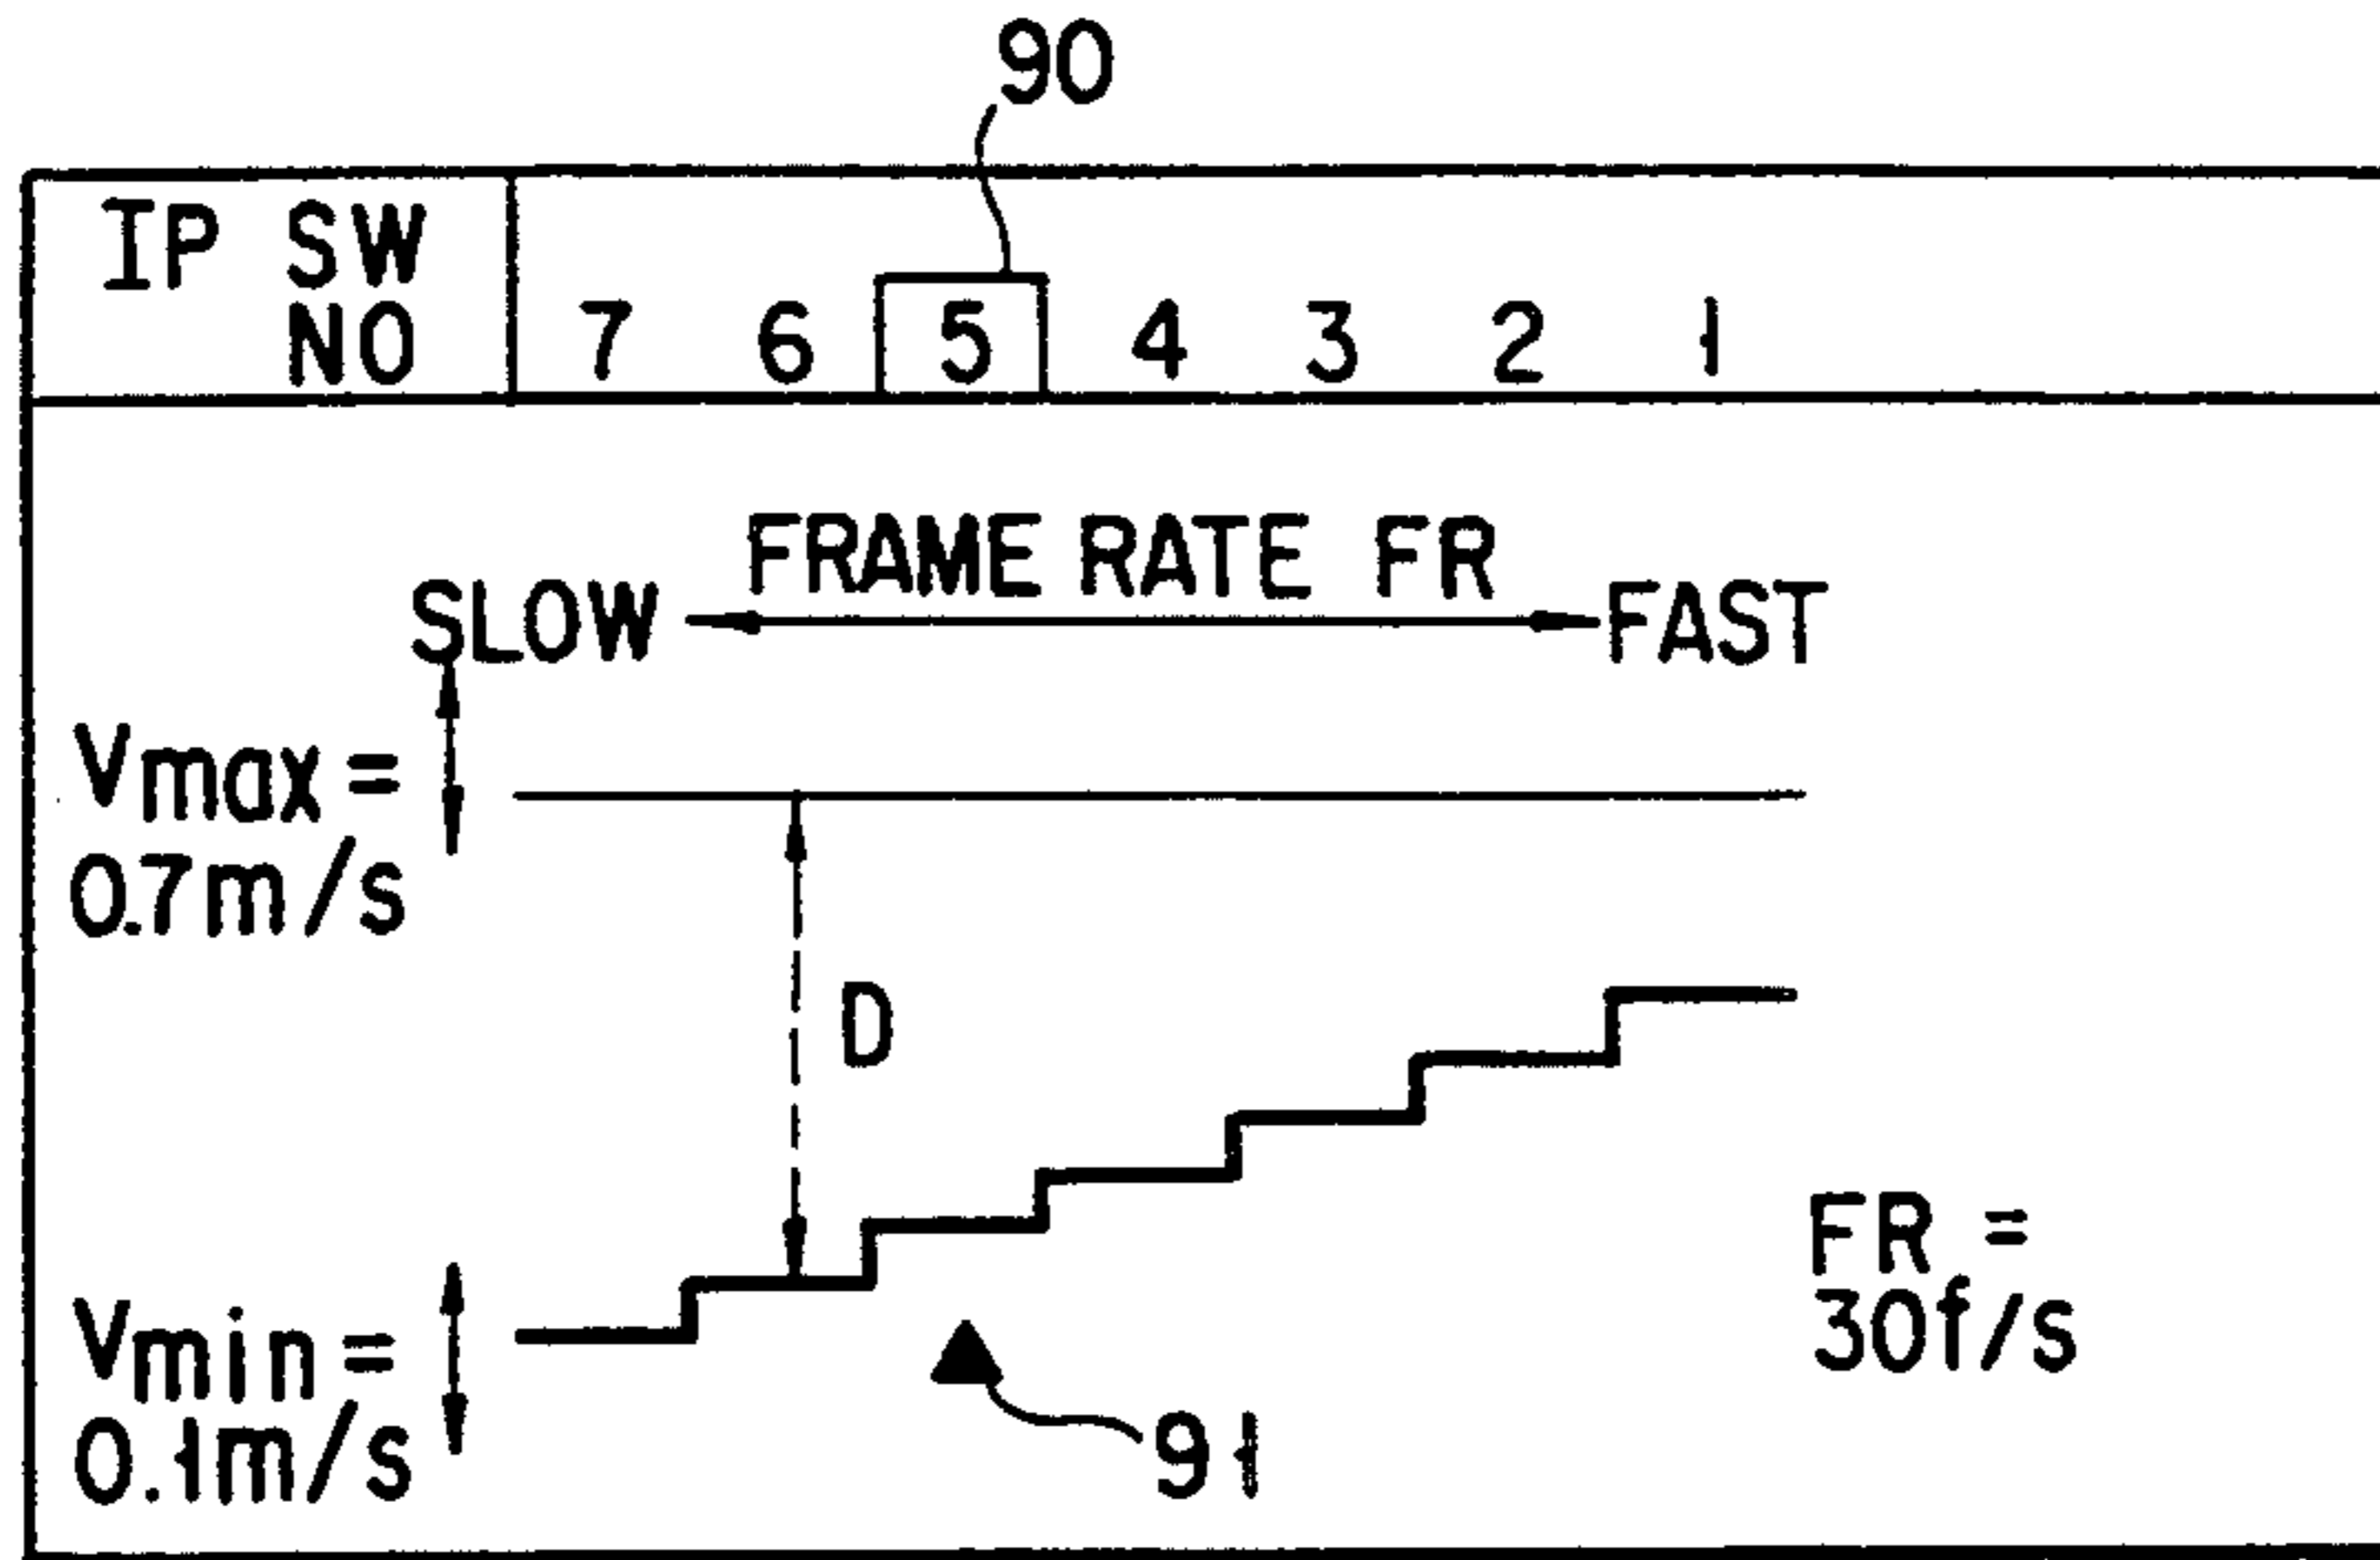 90
IP SW
NO 7 6 5 4 3 2 1
FRAME RATE FR
SLOW FAST
Vmax=
0.7m/s
D
FR =
30f/s
Vmin=
0.1m/s
91